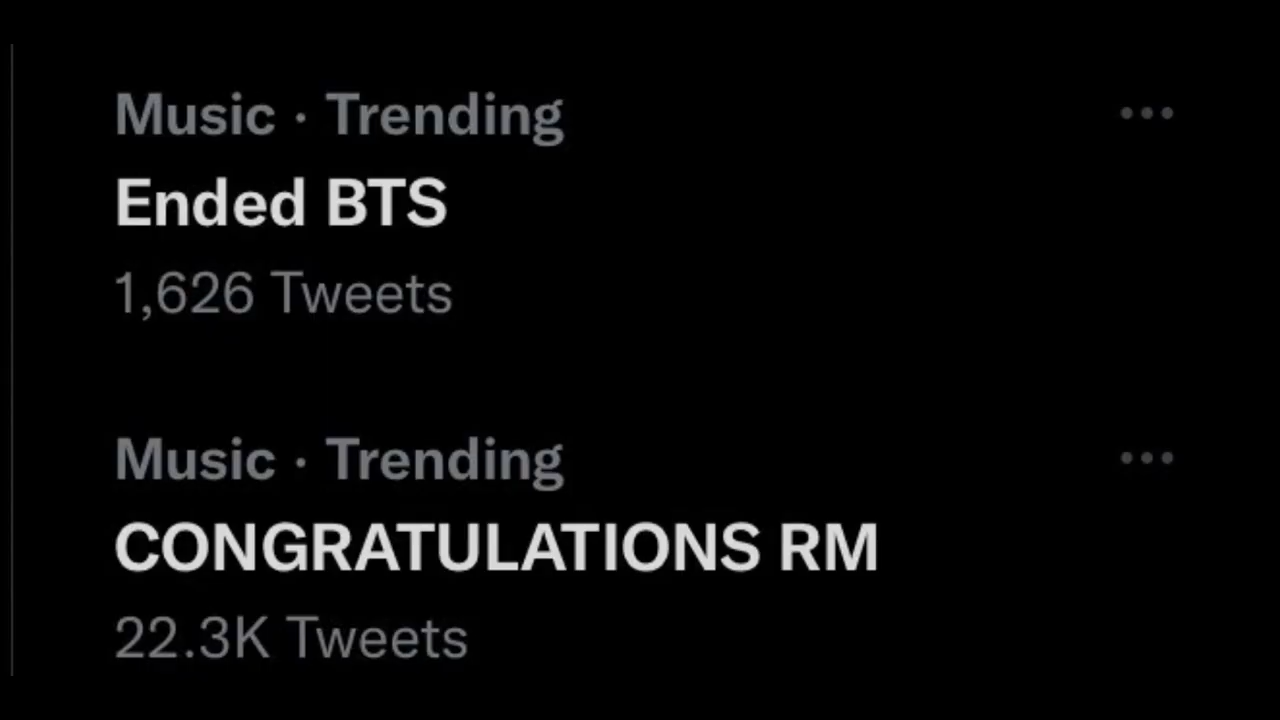 Music · Trending
Ended BTS
1,626 Tweets
Music · Trending
CONGRATULATIONS RM
22.3K Tweets